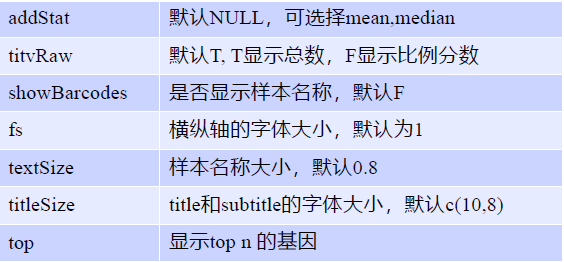 addStat 默认NULL，可选择mean,median
titvRaw 默认T, T显示总数，F显示比例分数
showBarcodes 是否显示样本名称，默认F
fs 横纵轴的字体大小，默认为1
textSize 样本名称大小，默认0.8
titleSize title和subtitle的字体大小，默认c(10,8)
top 显示top n 的基因